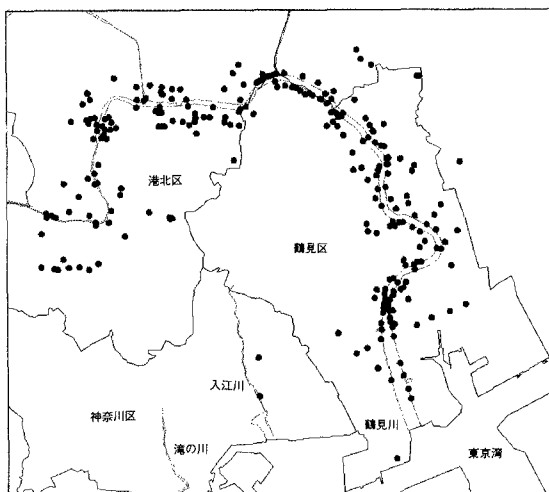 港北区
鶴見区
入江川
神奈川区
鶴見川
滝の川
東京湾